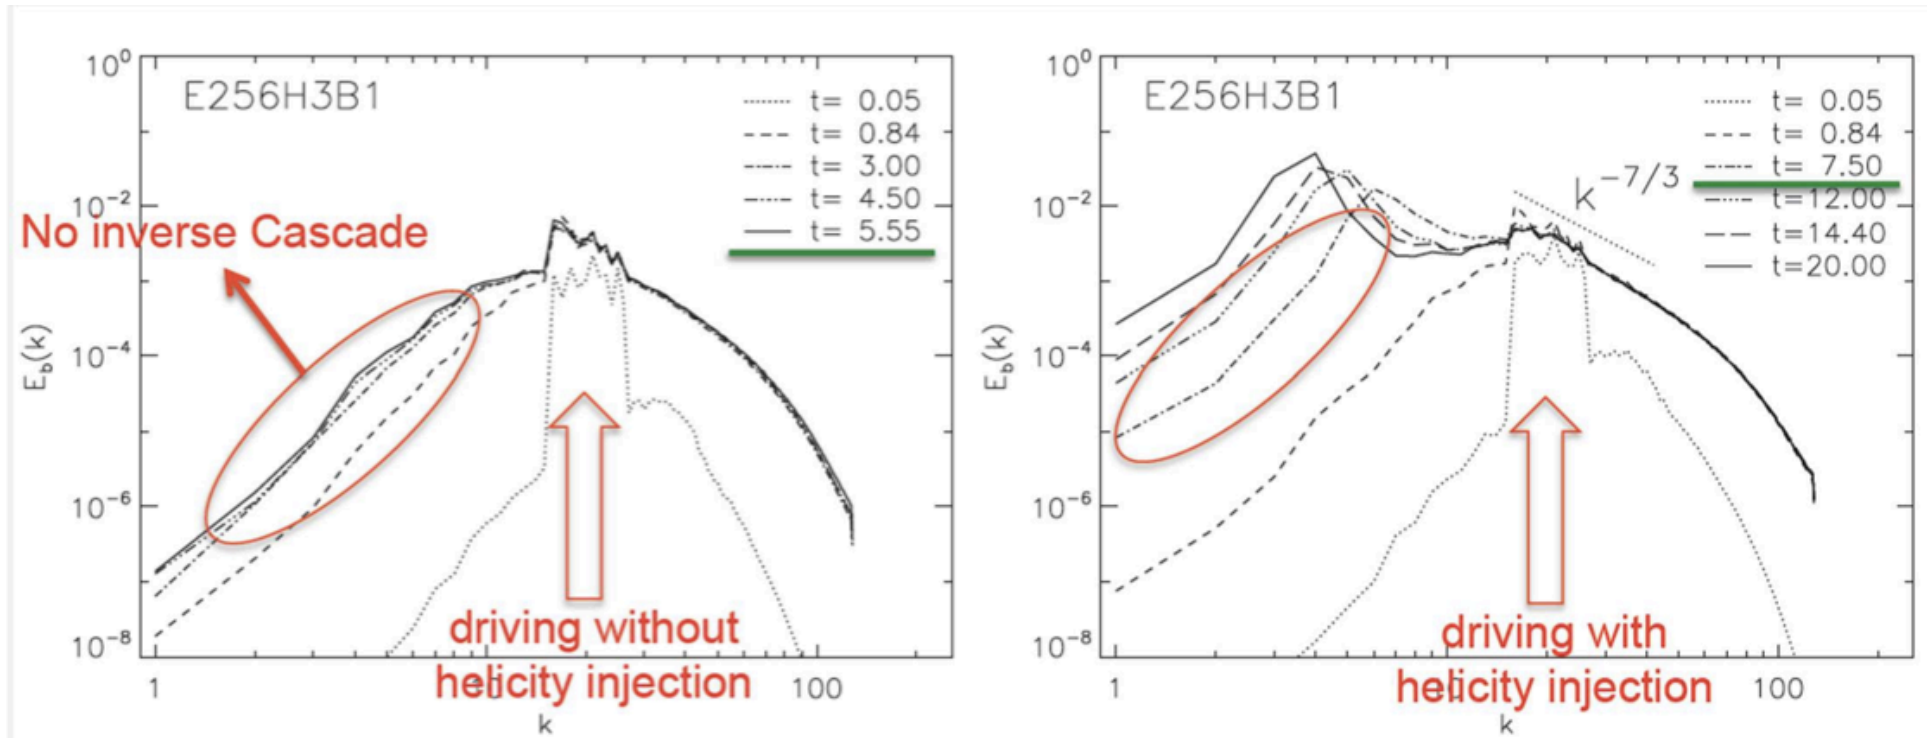 E256H3B1
t= 0.05
t= 0.84
t= 3.00
t= 4.50
t= 5.55
No inverse Cascade
driving without
helicity injection
10⁰
10⁻²
10⁻⁴
10⁻⁶
10⁻⁸
E_b(k)
1
10
100
k
E256H3B1
t= 0.05
t= 0.84
t= 7.50
t=12.00
t=14.40
t=20.00
k^{-7/3}
driving with
helicity injection
10⁰
10⁻²
10⁻⁴
10⁻⁶
10⁻⁸
E_b(k)
1
10
100
k